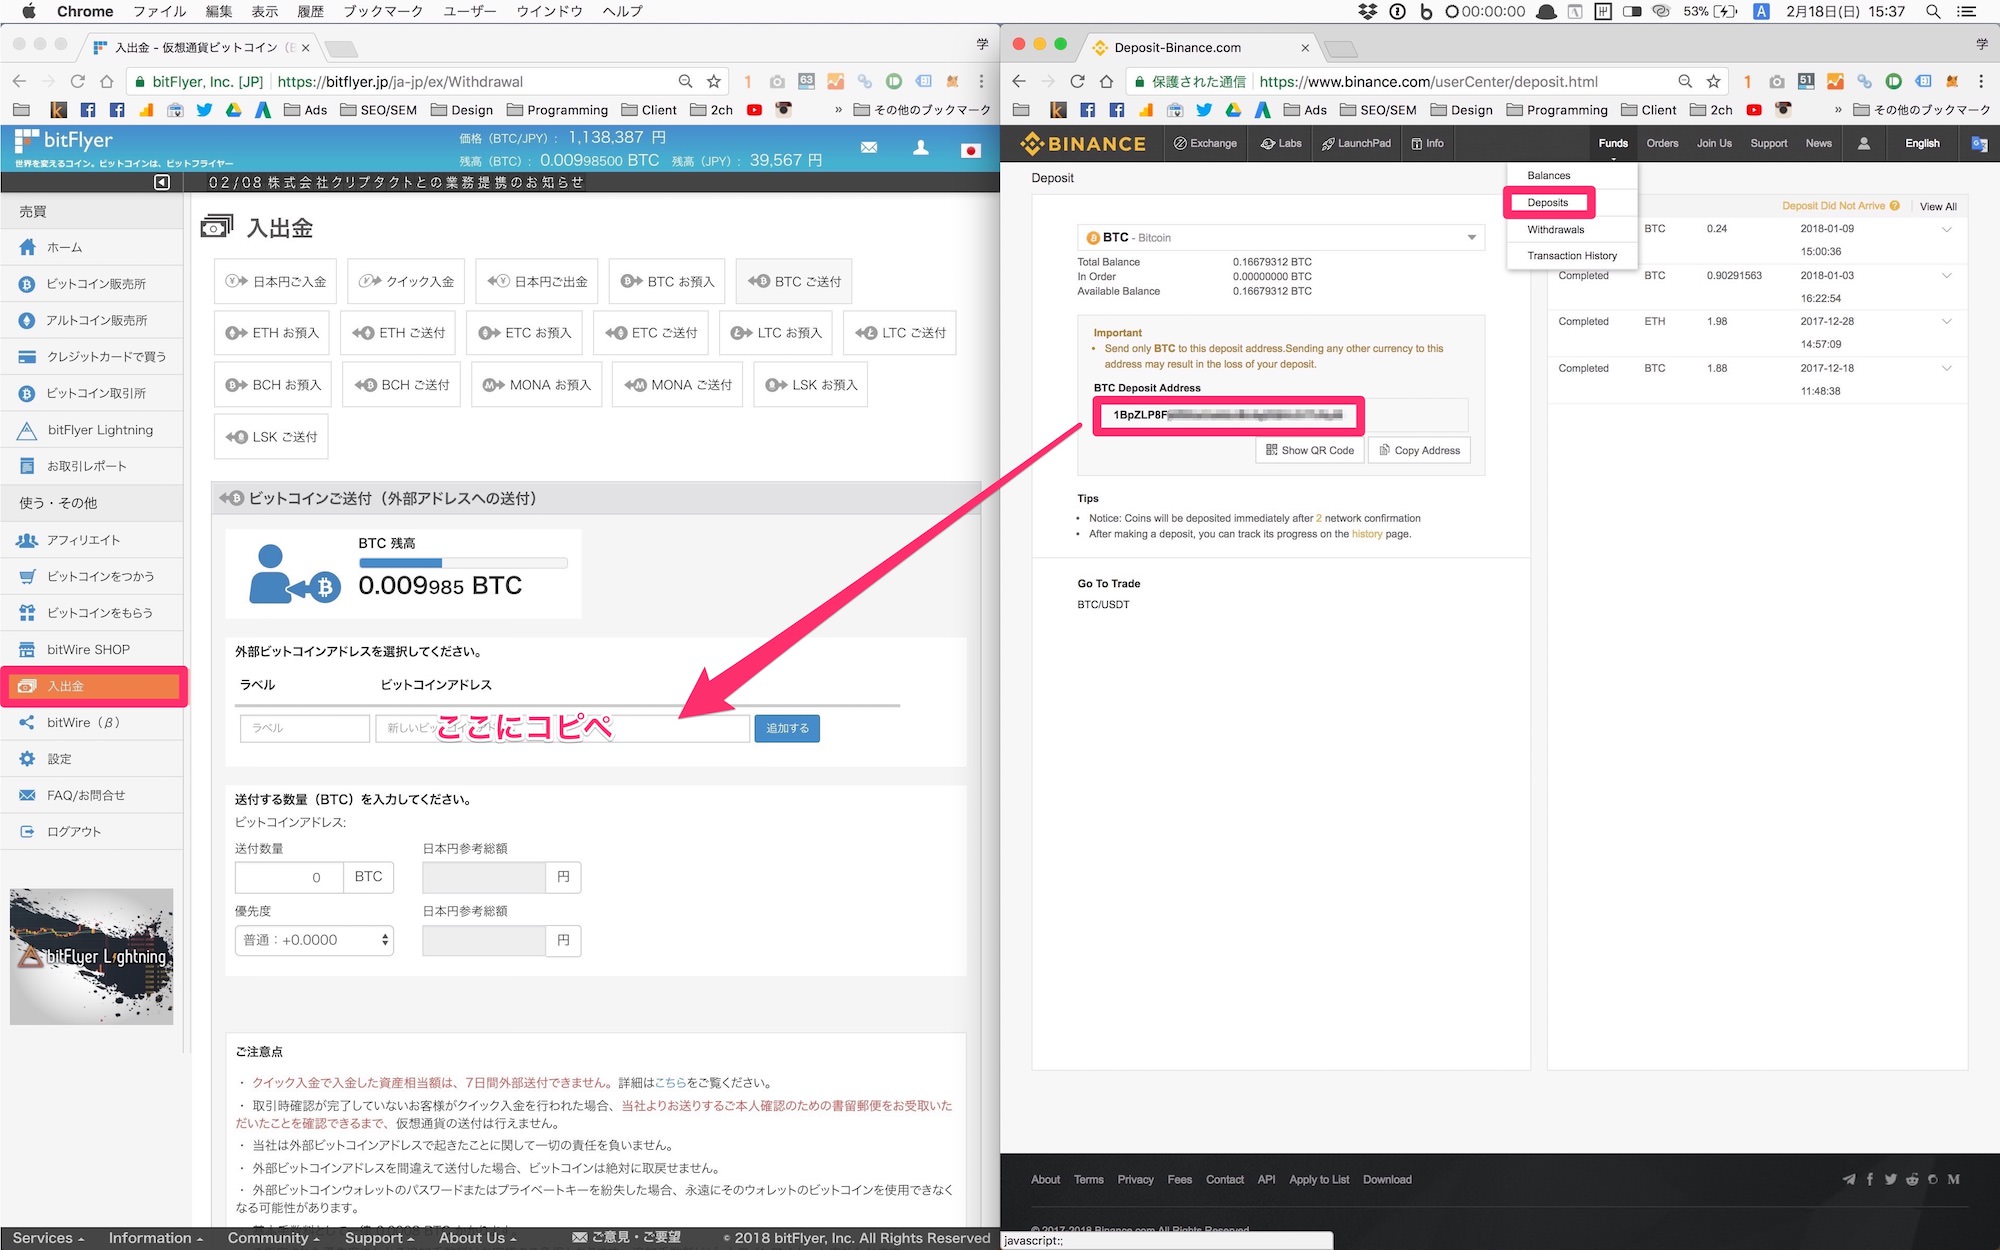 Chrome ファイル 編集 表示 履歴 ブックマーク ユーザー ウインドウ ヘルプ
00:00:00 53% A 2月18日(日) 15:37
入出金 - 仮想通貨ビットコイン（
学
bitFlyer, Inc. [JP] https://bitflyer.jp/ja-jp/ex/Withdrawal
Ads SEO/SEM Design Programming Client 2ch » その他のブックマーク
bitFlyer
世界を変えるコイン。ビットコインは、ビットフライヤー
価格（BTC/JPY）： 1,138,387 円
残高（BTC）： 0.00998500 BTC 残高（JPY）： 39,567 円
02/08 株式会社クリプタクトとの業務提携のお知らせ
売買
ホーム
ビットコイン販売所
アルトコイン販売所
クレジットカードで買う
ビットコイン取引所
bitFlyer Lightning
お取引レポート
使う・その他
アフィリエイト
ビットコインをつかう
ビットコインをもらう
bitWire SHOP
入出金
bitWire（β）
設定
FAQ/お問合せ
ログアウト
bitFlyer Lightning
入出金
日本円ご入金 クイック入金 日本円ご出金 BTC お預入 BTC ご送付
ETH お預入 ETH ご送付 ETC お預入 ETC ご送付 LTC お預入 LTC ご送付
BCH お預入 BCH ご送付 MONA お預入 MONA ご送付 LSK お預入
LSK ご送付
ビットコインご送付（外部アドレスへの送付）
BTC 残高
0.009985 BTC
外部ビットコインアドレスを選択してください。
ラベル ビットコインアドレス
ラベル 新しいビッ
ここにコピペ
追加する
送付する数量（BTC）を入力してください。
ビットコインアドレス:
送付数量 日本円参考総額
0 BTC 円
優先度 日本円参考総額
普通：+0.0000 円
ご注意点
・ クイック入金で入金した資産相当額は、7日間外部送付できません。詳細はこちらをご覧ください。
・ 取引時確認が完了していないお客様がクイック入金を行われた場合、当社よりお送りするご本人確認のための書留郵便をお受取いた
だいたことを確認できるまで、仮想通貨の送付は行えません。
・ 当社は外部ビットコインアドレスで起きたことに関して一切の責任を負いません。
・ 外部ビットコインアドレスを間違えて送付した場合、ビットコインは絶対に取戻せません。
・ 外部ビットコインウォレットのパスワードまたはプライベートキーを紛失した場合、永遠にそのウォレットのビットコインを使用できなく
なる可能性があります。
Services Information Community Support About Us ご意見・ご要望 © 2018 bitFlyer, Inc. All Rights Reserved
Deposit-Binance.com
学
保護された通信 https://www.binance.com/userCenter/deposit.html
Ads SEO/SEM Design Programming Client 2ch » その他のブックマーク
BINANCE Exchange Labs LaunchPad Info Funds Orders Join Us Support News English
Deposit
Balances
Deposits
Withdrawals
Transaction History
Deposit Did Not Arrive View All
BTC - Bitcoin
Total Balance 0.16679312 BTC
In Order 0.00000000 BTC
Available Balance 0.16679312 BTC
Important
• Send only BTC to this deposit address.Sending any other currency to this
address may result in the loss of your deposit.
BTC Deposit Address
1BpZLP8F
Show QR Code Copy Address
Tips
• Notice: Coins will be deposited immediately after 2 network confirmation
• After making a deposit, you can track its progress on the history page.
Go To Trade
BTC/USDT
BTC 0.24 2018-01-09
15:00:36
Completed BTC 0.90291563 2018-01-03
16:22:54
Completed ETH 1.98 2017-12-28
14:57:09
Completed BTC 1.88 2017-12-18
11:48:38
About Terms Privacy Fees Contact API Apply to List Download
© 2017-2018 Binance.com All Rights Reserved
javascript:;